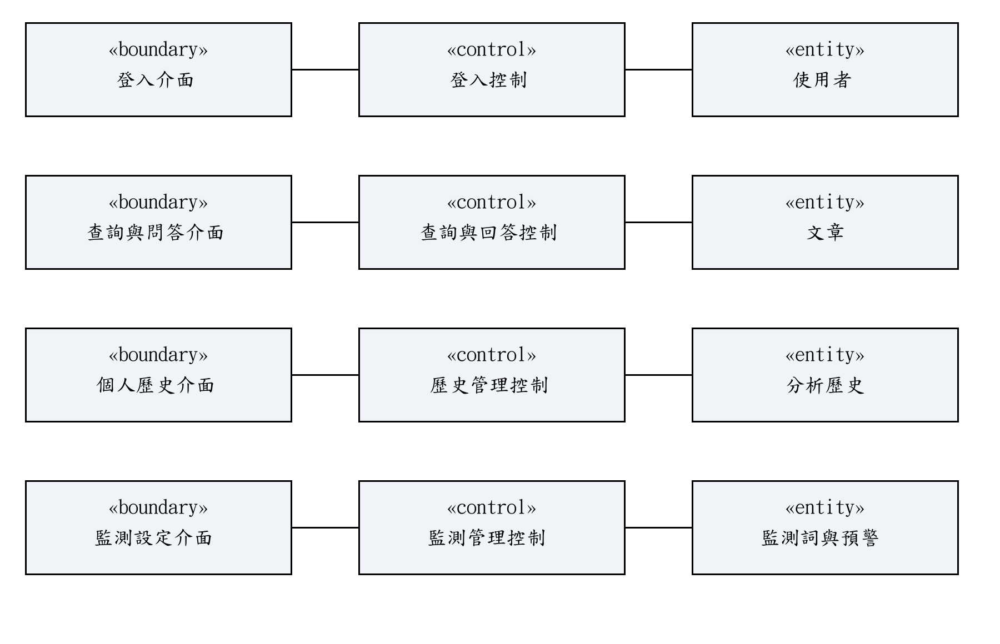 «boundary»
登入介面
«control»
登入控制
«entity»
使用者
«boundary»
查詢與問答介面
«control»
查詢與回答控制
«entity»
文章
«boundary»
個人歷史介面
«control»
歷史管理控制
«entity»
分析歷史
«boundary»
監測設定介面
«control»
監測管理控制
«entity»
監測詞與預警